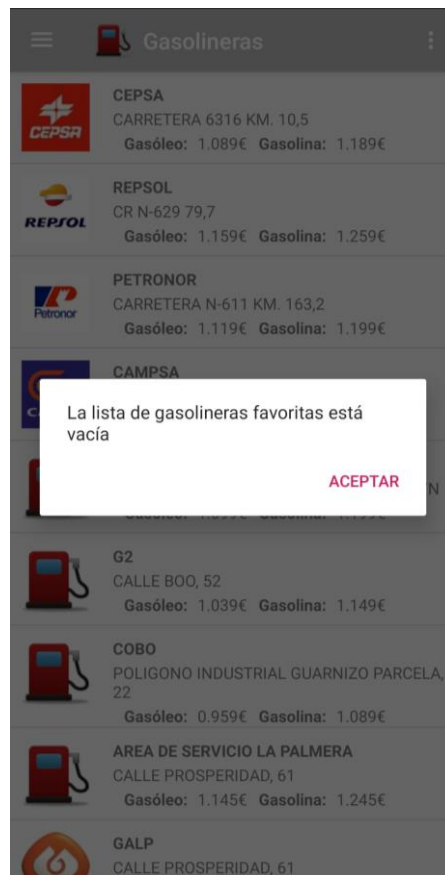 Gasolineras
CEPSA
CARRETERA 6316 KM. 10,5
CEPSA
Gasóleo: 1.089€ Gasolina: 1.189€
REPSOL
CR N-629 79,7
REPSOL
Gasóleo: 1.159€ Gasolina: 1.259€
PETRONOR
CARRETERA N-611 KM. 163,2
Petronor
Gasóleo: 1.119€ Gasolina: 1.199€
CAMPSA
La lista de gasolineras favoritas está
vacía
ACEPTAR
G2
CALLE BOO, 52
Gasóleo: 1.039€ Gasolina: 1.149€
COBO
POLIGONO INDUSTRIAL GUARNIZO PARCELA,
22
Gasóleo: 0.959€ Gasolina: 1.089€
AREA DE SERVICIO LA PALMERA
CALLE PROSPERIDAD, 61
Gasóleo: 1.145€ Gasolina: 1.245€
GALP
CALLE PROSPERIDAD, 61